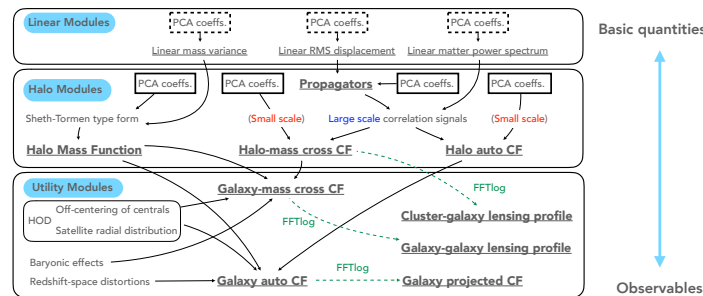 Linear Modules
PCA coeffs. PCA coeffs. PCA coeffs.
Linear mass variance Linear RMS displacement Linear matter power spectrum
Basic quantities
Halo Modules
PCA coeffs. PCA coeffs. Propagators PCA coeffs. PCA coeffs.
Sheth-Tormen type form (Small scale) Large scale correlation signals (Small scale)
Halo Mass Function Halo-mass cross CF Halo auto CF
Utility Modules
Galaxy-mass cross CF
HOD
Off-centering of centrals
Satellite radial distribution
FFTlog
FFTlog
Cluster-galaxy lensing profile
Galaxy-galaxy lensing profile
Baryonic effects
Redshift-space distortions Galaxy auto CF FFTlog Galaxy projected CF
Observables